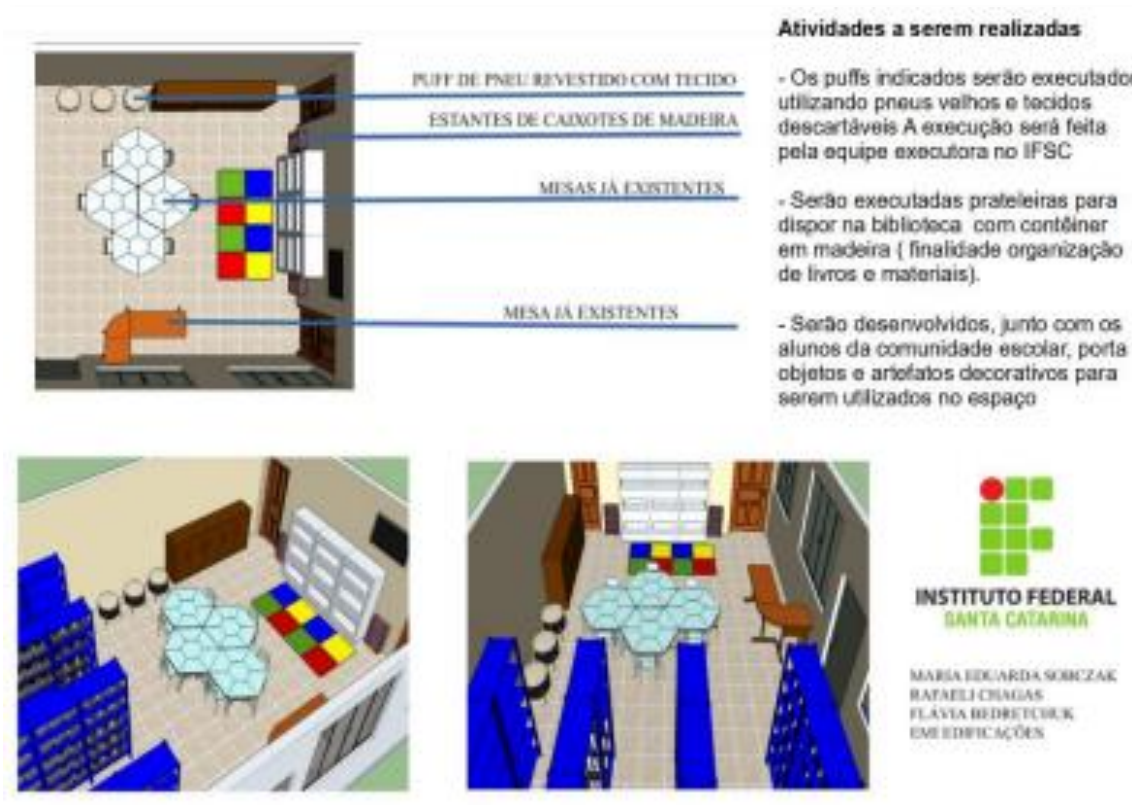 PUFF DE PNEU REVESTIDO COM TECIDO
ESTANTES DE CAIXOTES DE MADEIRA
MESAS JÁ EXISTENTES
MESA JÁ EXISTENTES
Atividades a serem realizadas
- Os puffs indicados serão executados
utilizando pneus velhos e tecidos
descartáveis A execução será feita
pela equipe executora no IFSC
- Serão executadas prateleiras para
dispor na biblioteca com contêiner
em madeira ( finalidade organização
de livros e materiais).
- Serão desenvolvidos, junto com os
alunos da comunidade escolar, porta
objetos e artefatos decorativos para
serem utilizados no espaço
INSTITUTO FEDERAL
SANTA CATARINA
MARIA EDUARDA SOBCZAK
RAFAELI CHAGAS
FLÁVIA BEDRETCHUK
EMI EDIFICAÇÕES